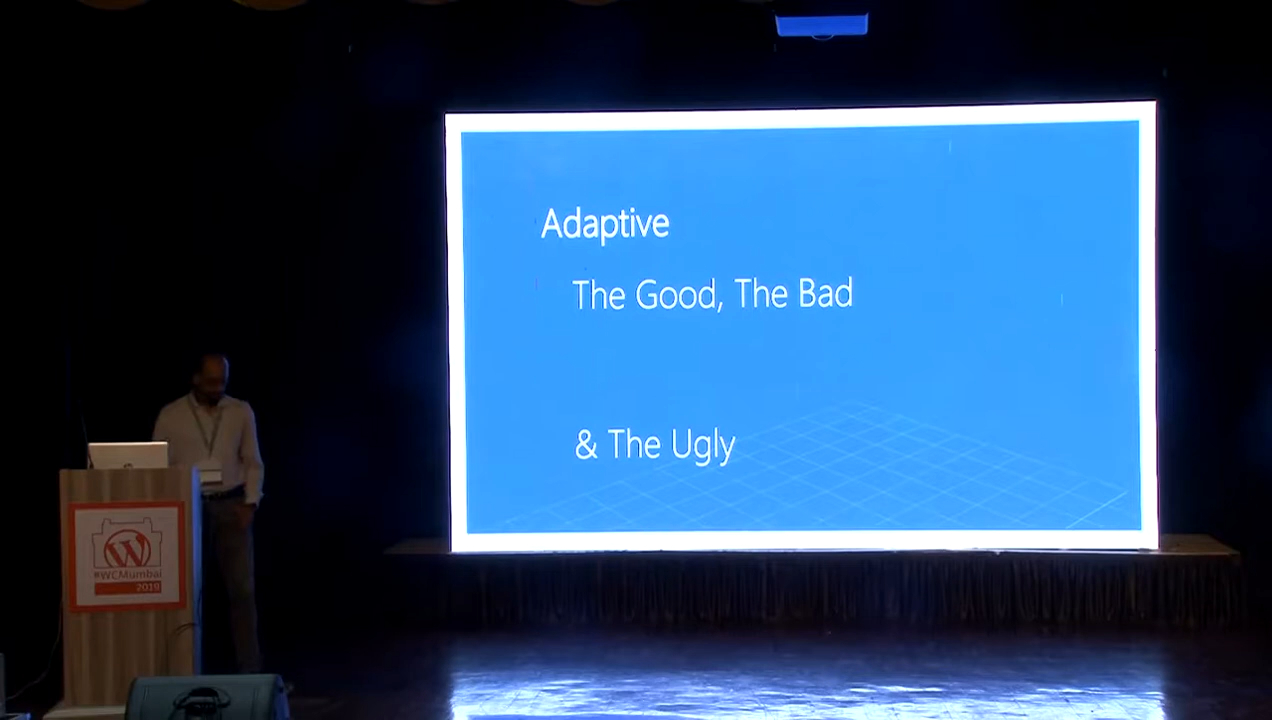 Adaptive
The Good, The Bad
& The Ugly
#WCMumbai
2019